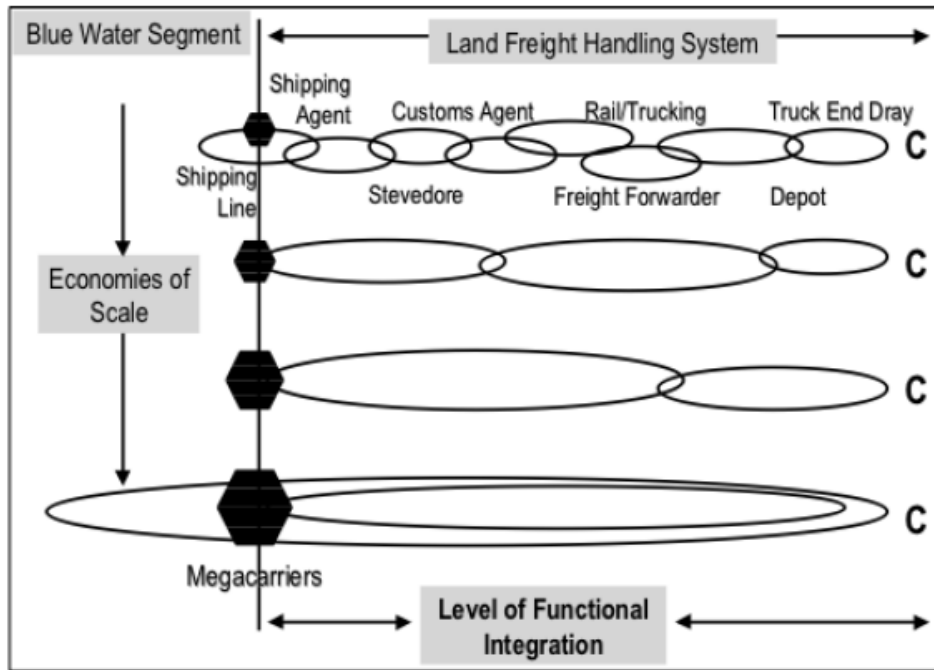 Blue Water Segment
Land Freight Handling System
Shipping
Agent
Customs Agent
Rail/Trucking
Truck End Dray
C
Shipping
Line
Stevedore
Freight Forwarder
Depot
C
Economies of
Scale
C
C
Megacarriers
Level of Functional
Integration